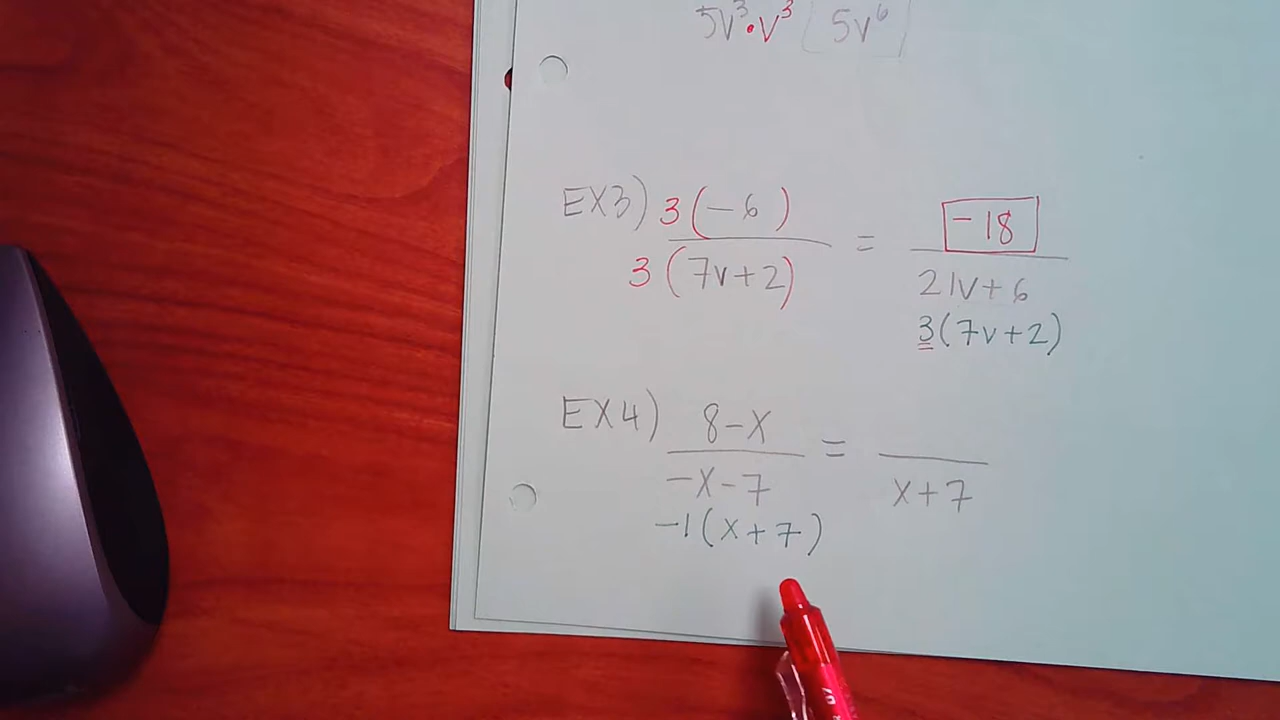 5v³•v³ 5v⁶
EX3) 3(-6) = -18
3(7v+2) 21v+6
3(7v+2)
EX4) 8-x =
-x-7 x+7
-1(x+7)